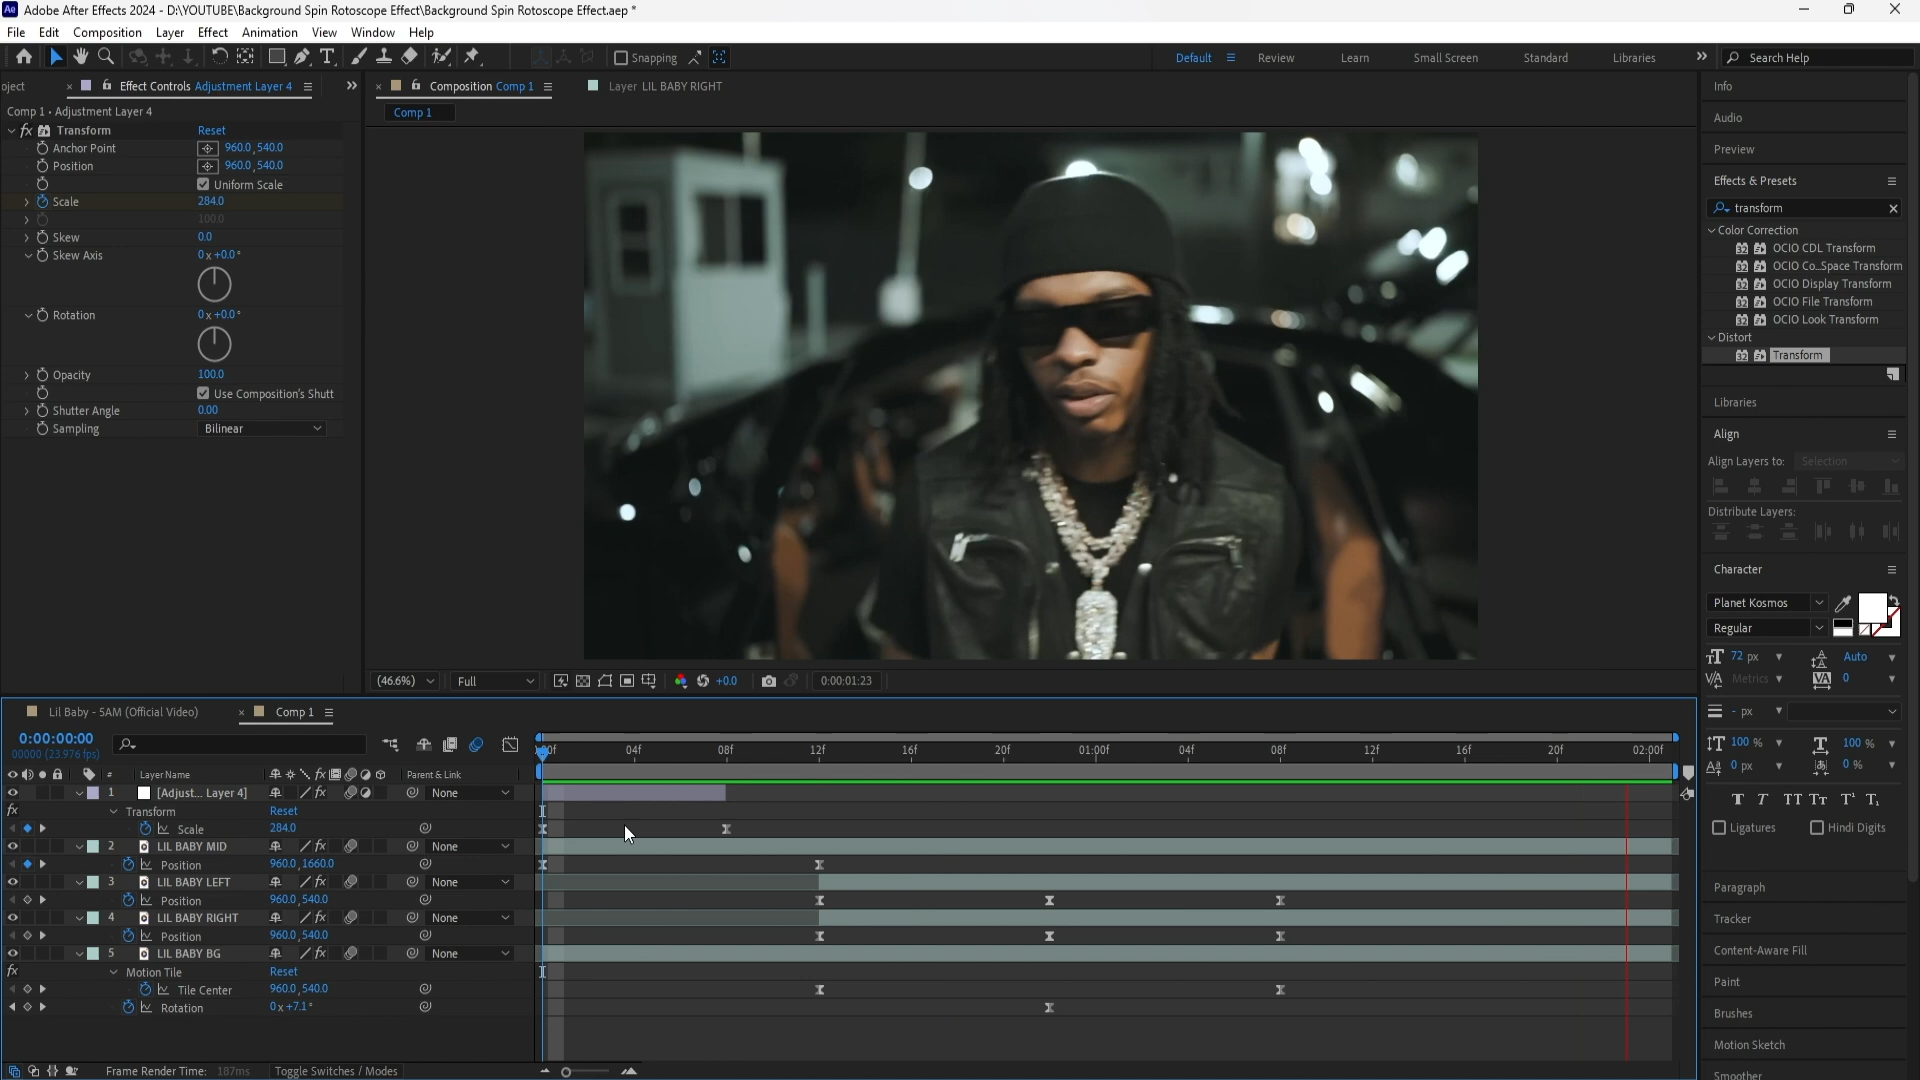 Adobe After Effects 2024 - D:\YOUTUBE\Background Spin Rotoscope Effect\Background Spin Rotoscope Effect.aep *
File Edit Composition Layer Effect Animation View Window Help
Snapping
Default Review Learn Small Screen Standard Libraries Search Help
oject Effect Controls Adjustment Layer 4
Composition Comp 1 Layer LIL BABY RIGHT
Comp 1 • Adjustment Layer 4
Comp 1
fx Transform Reset
Anchor Point 960.0,540.0
Position 960.0,540.0
Uniform Scale
Scale 284.0
100.0
Skew 0.0
Skew Axis 0x+0.0°
Rotation 0x+0.0°
Opacity 100.0
Use Composition's Shutt
Shutter Angle 0.00
Sampling Bilinear
(46.6%) Full +0.0 0:00:01:23
Info
Audio
Preview
Effects & Presets
transform
Color Correction
OCIO CDL Transform
OCIO Co...Space Transform
OCIO Display Transform
OCIO File Transform
OCIO Look Transform
Distort
Transform
Libraries
Align
Align Layers to: Selection
Distribute Layers:
Character
Planet Kosmos
Regular
72 px Auto
Metrics 0
- px
100 % 100 %
0 px 0 %
Ligatures Hindi Digits
Paragraph
Tracker
Content-Aware Fill
Paint
Brushes
Motion Sketch
Smoother
Lil Baby - 5AM (Official Video) Comp 1
0:00:00:00
00000 (23.976 fps)
:00f 04f 08f 12f 16f 20f 01:00f 04f 08f 12f 16f 20f 02:00f
# Layer Name Parent & Link
1 [Adjust... Layer 4] None
Transform Reset
Scale 284.0
2 LIL BABY MID None
Position 960.0,1660.0
3 LIL BABY LEFT None
Position 960.0,540.0
4 LIL BABY RIGHT None
Position 960.0,540.0
5 LIL BABY BG None
Motion Tile Reset
Tile Center 960.0,540.0
Rotation 0x+7.1°
Frame Render Time: 187ms Toggle Switches / Modes